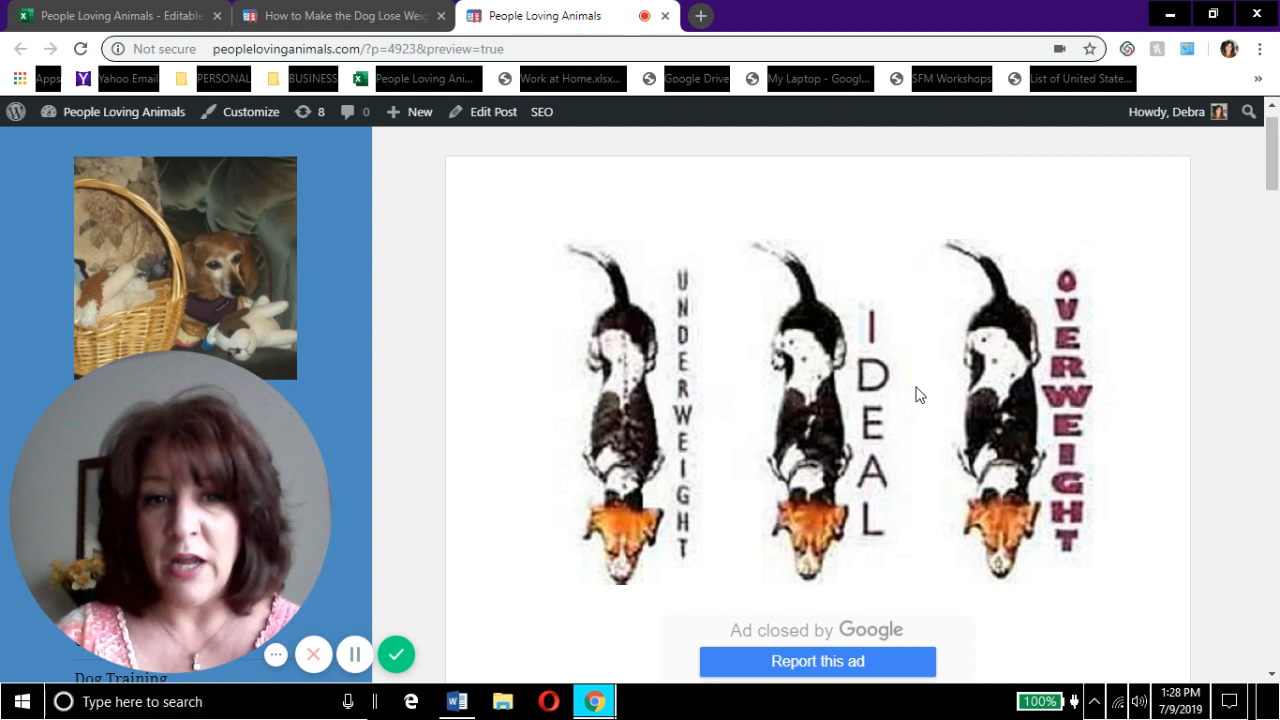 People Loving Animals - Editable
How to Make the Dog Lose Weig
People Loving Animals
Not secure
peoplelovinganimals.com/?p=4923&preview=true
Apps
Yahoo Email
PERSONAL
BUSINESS
People Loving Ani...
Work at Home.xlsx...
Google Drive
My Laptop - Googl...
SFM Workshops
List of United State...
»
People Loving Animals
Customize
8
0
New
Edit Post
SEO
Howdy, Debra
UNDERWEIGHT
IDEAL
OVERWEIGHT
Ad closed by Google
Report this ad
Dog Training
Type here to search
100%
1:28 PM
7/9/2019